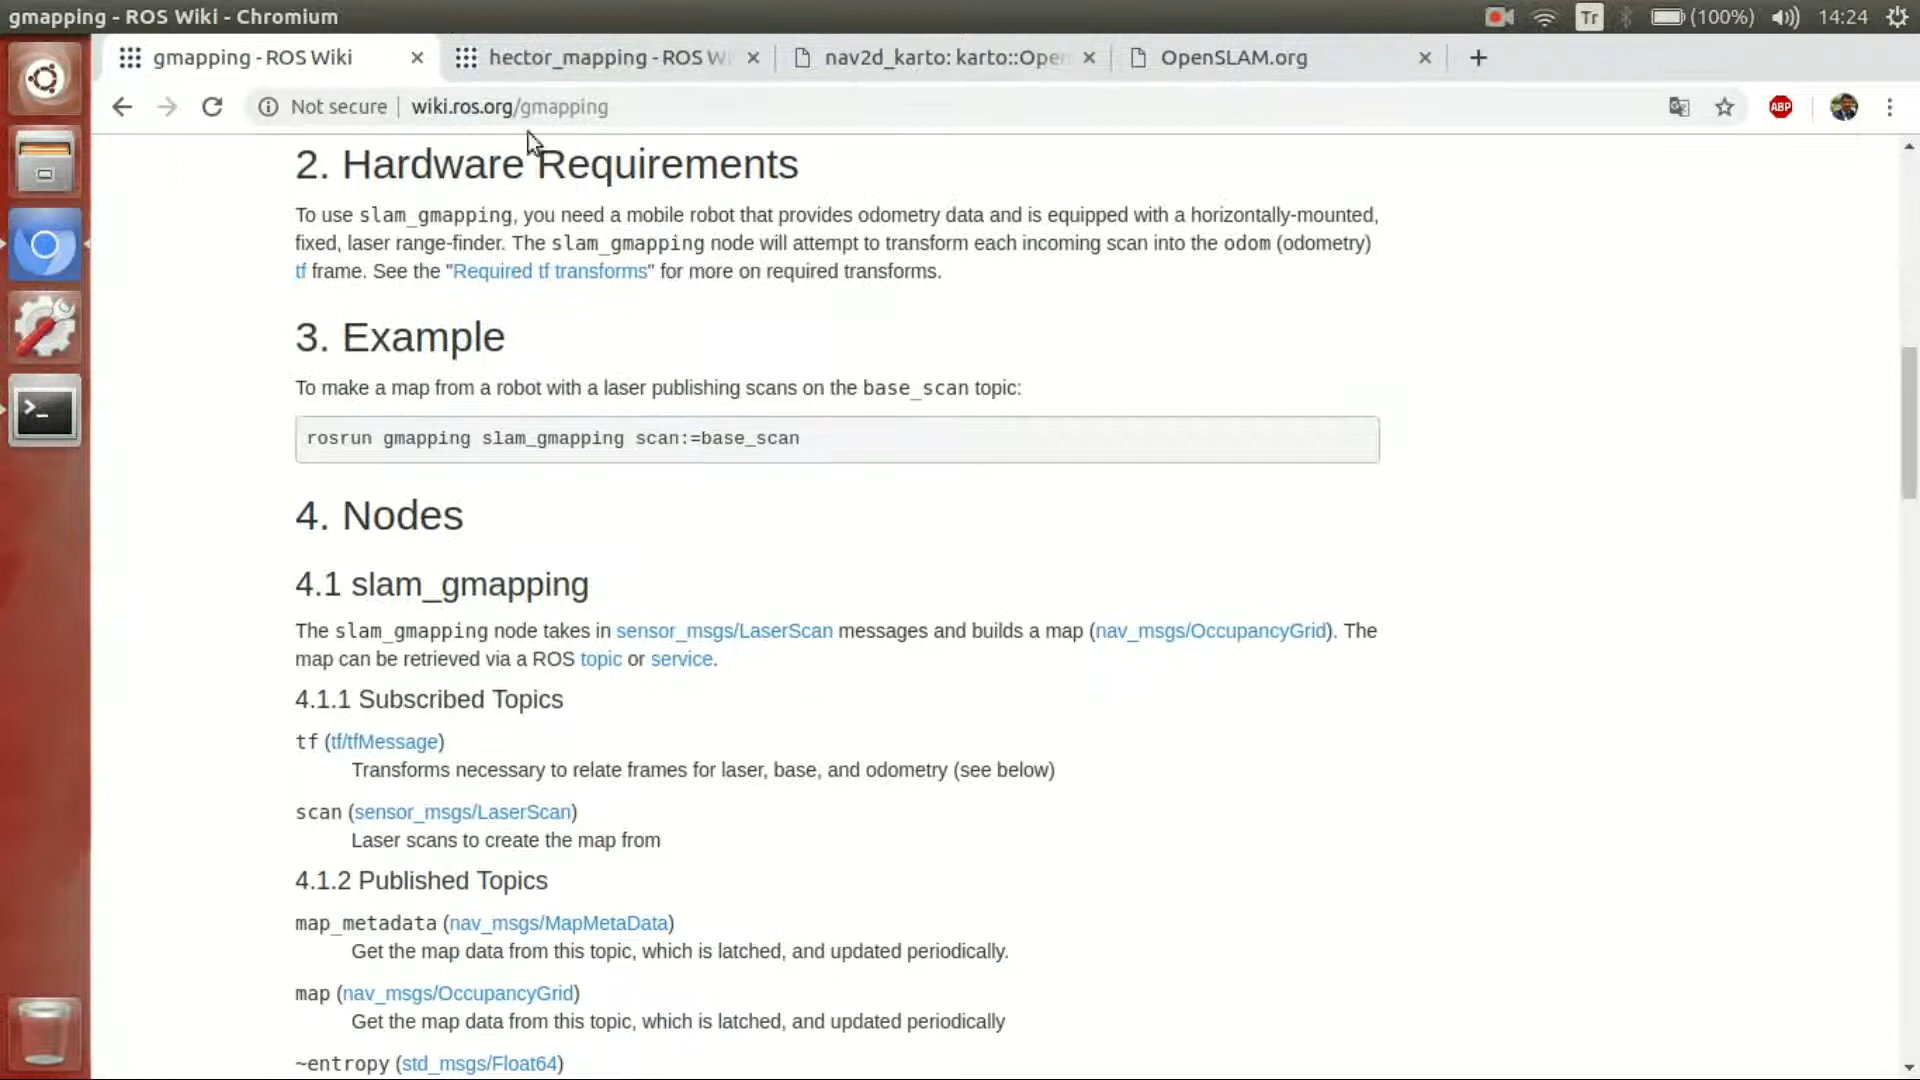 gmapping - ROS Wiki - Chromium
Tr
(100%)
14:24
gmapping - ROS Wiki
hector_mapping - ROS W
nav2d_karto: karto::Open
OpenSLAM.org
Not secure | wiki.ros.org/gmapping
ABP
2. Hardware Requirements
To use slam_gmapping, you need a mobile robot that provides odometry data and is equipped with a horizontally-mounted,
fixed, laser range-finder. The slam_gmapping node will attempt to transform each incoming scan into the odom (odometry)
tf frame. See the "Required tf transforms" for more on required transforms.
3. Example
To make a map from a robot with a laser publishing scans on the base_scan topic:
rosrun gmapping slam_gmapping scan:=base_scan
4. Nodes
4.1 slam_gmapping
The slam_gmapping node takes in sensor_msgs/LaserScan messages and builds a map (nav_msgs/OccupancyGrid). The
map can be retrieved via a ROS topic or service.
4.1.1 Subscribed Topics
tf (tf/tfMessage)
Transforms necessary to relate frames for laser, base, and odometry (see below)
scan (sensor_msgs/LaserScan)
Laser scans to create the map from
4.1.2 Published Topics
map_metadata (nav_msgs/MapMetaData)
Get the map data from this topic, which is latched, and updated periodically.
map (nav_msgs/OccupancyGrid)
Get the map data from this topic, which is latched, and updated periodically
~entropy (std_msgs/Float64)